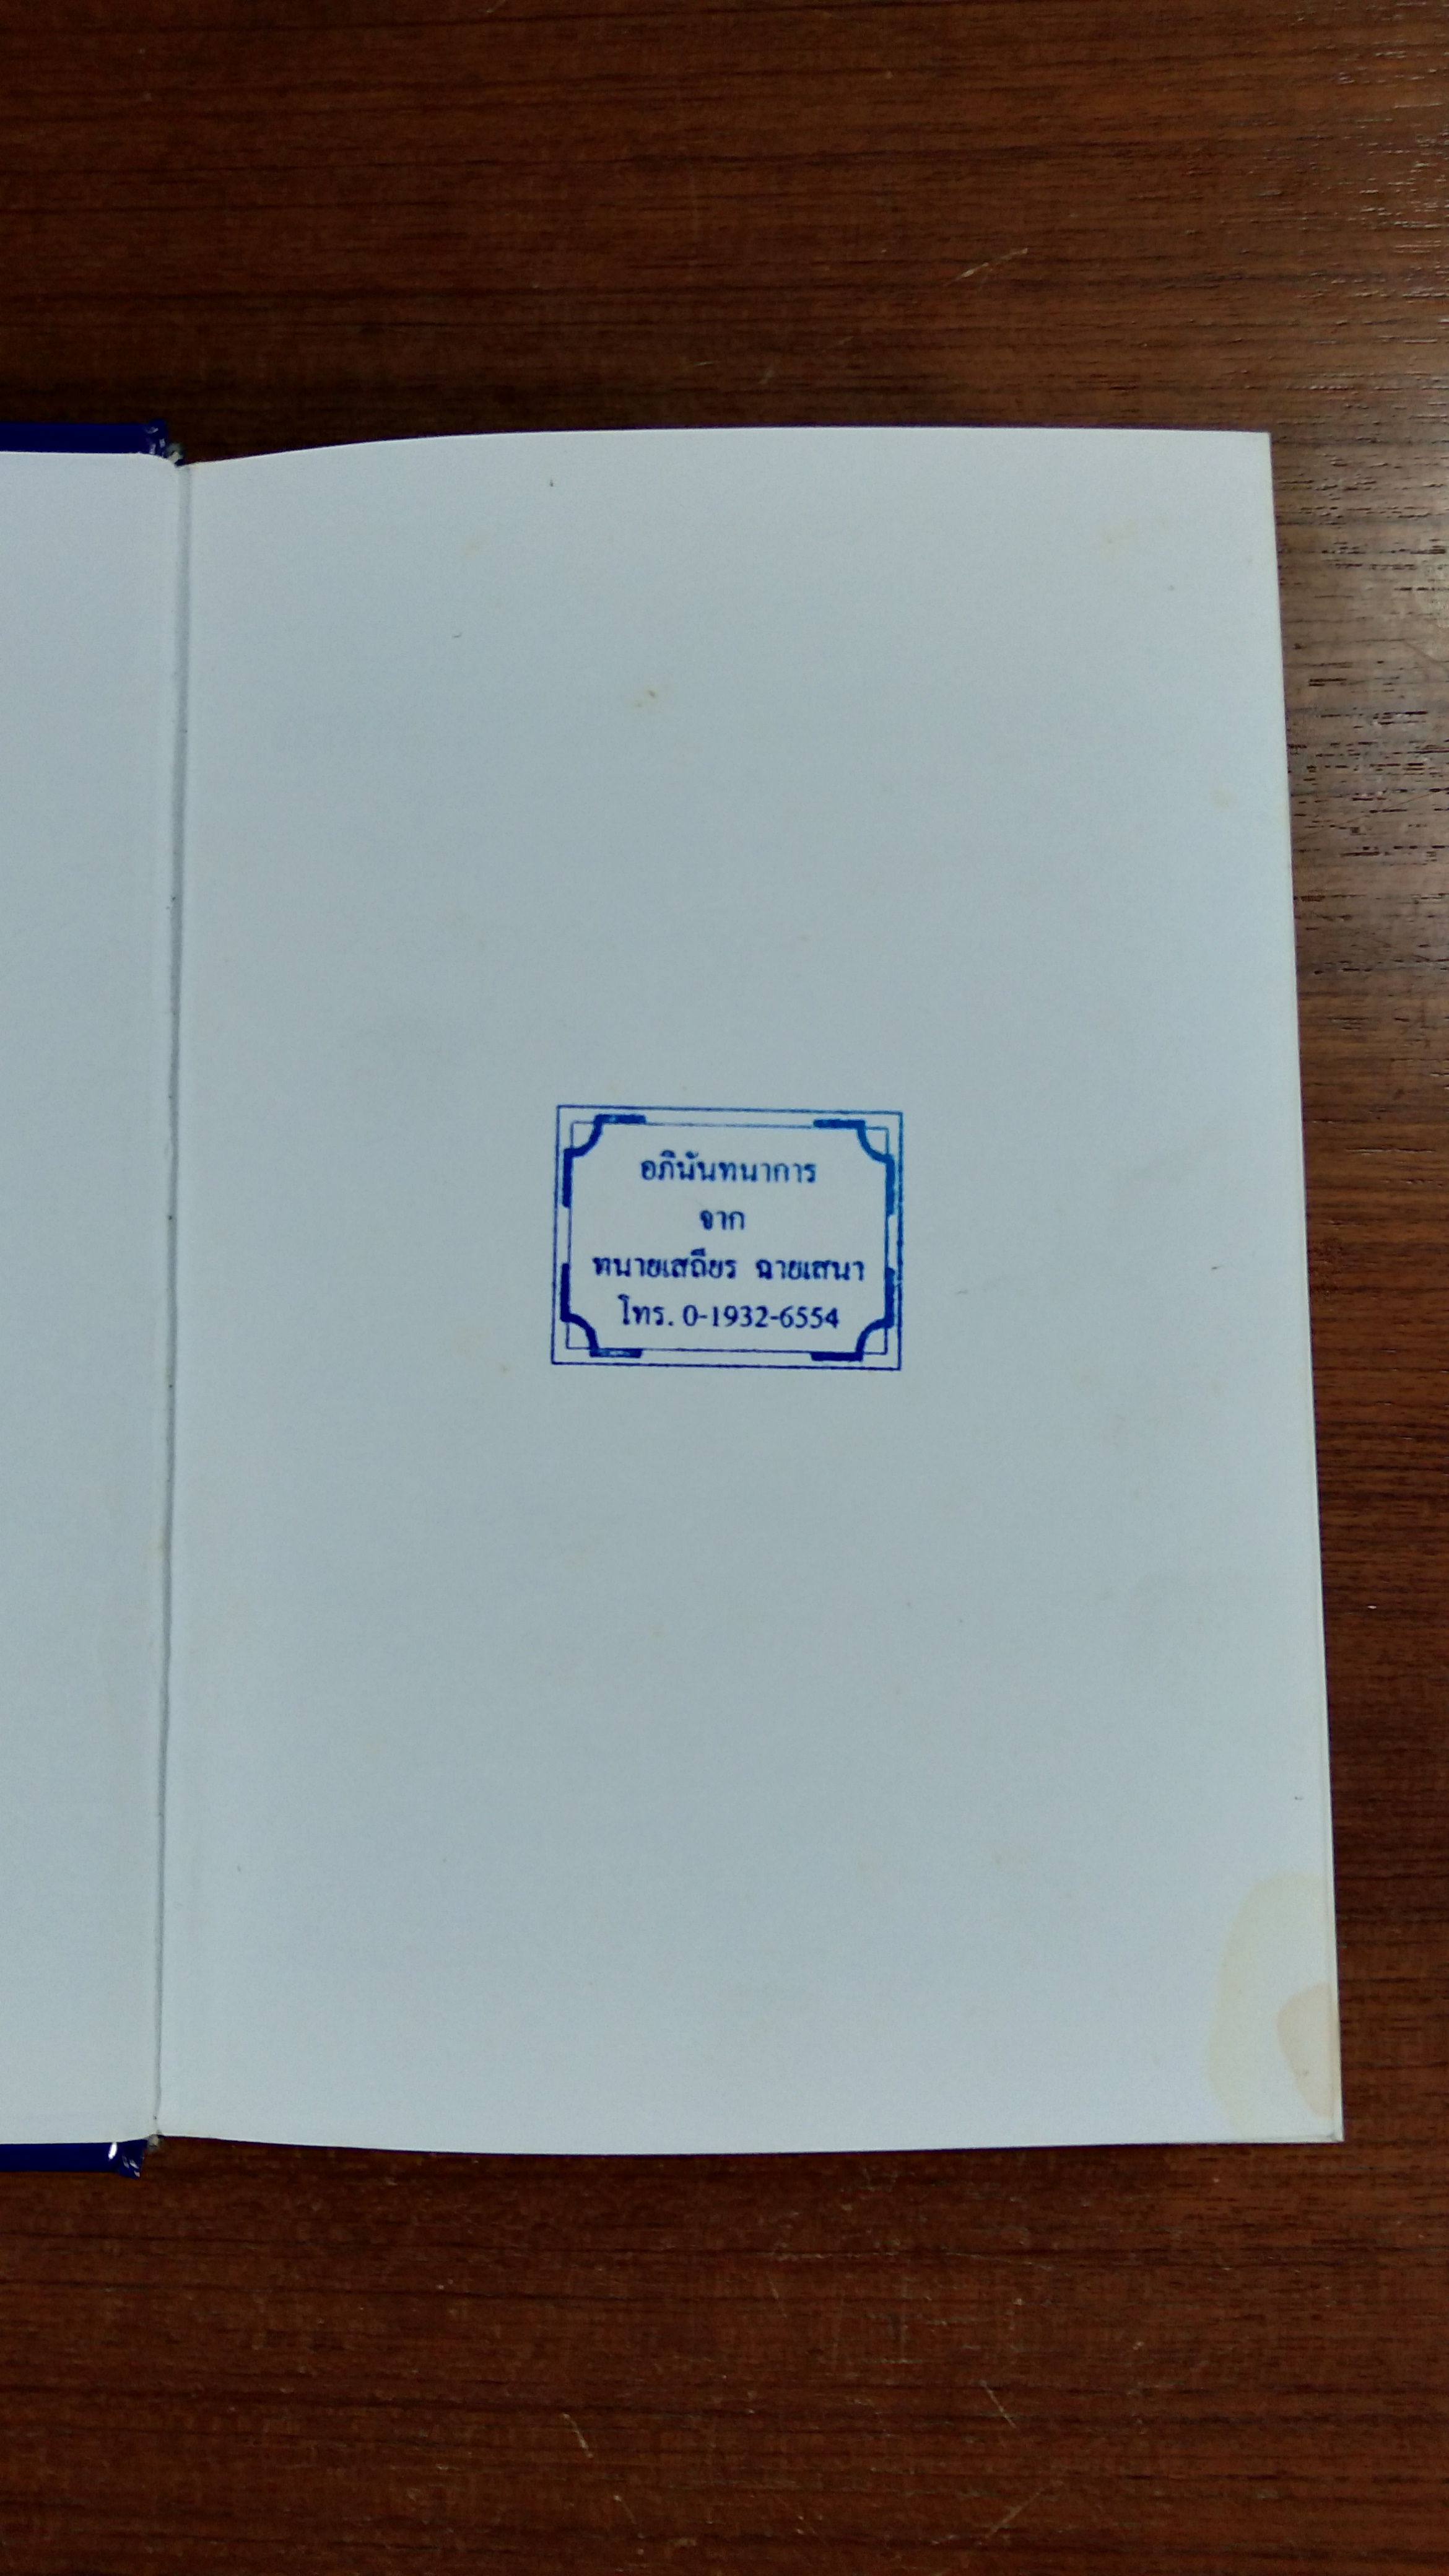 อภินันทนาการ
จาก
ทนายเสถียร ฉายเสนา
โทร. 0-1932-6554